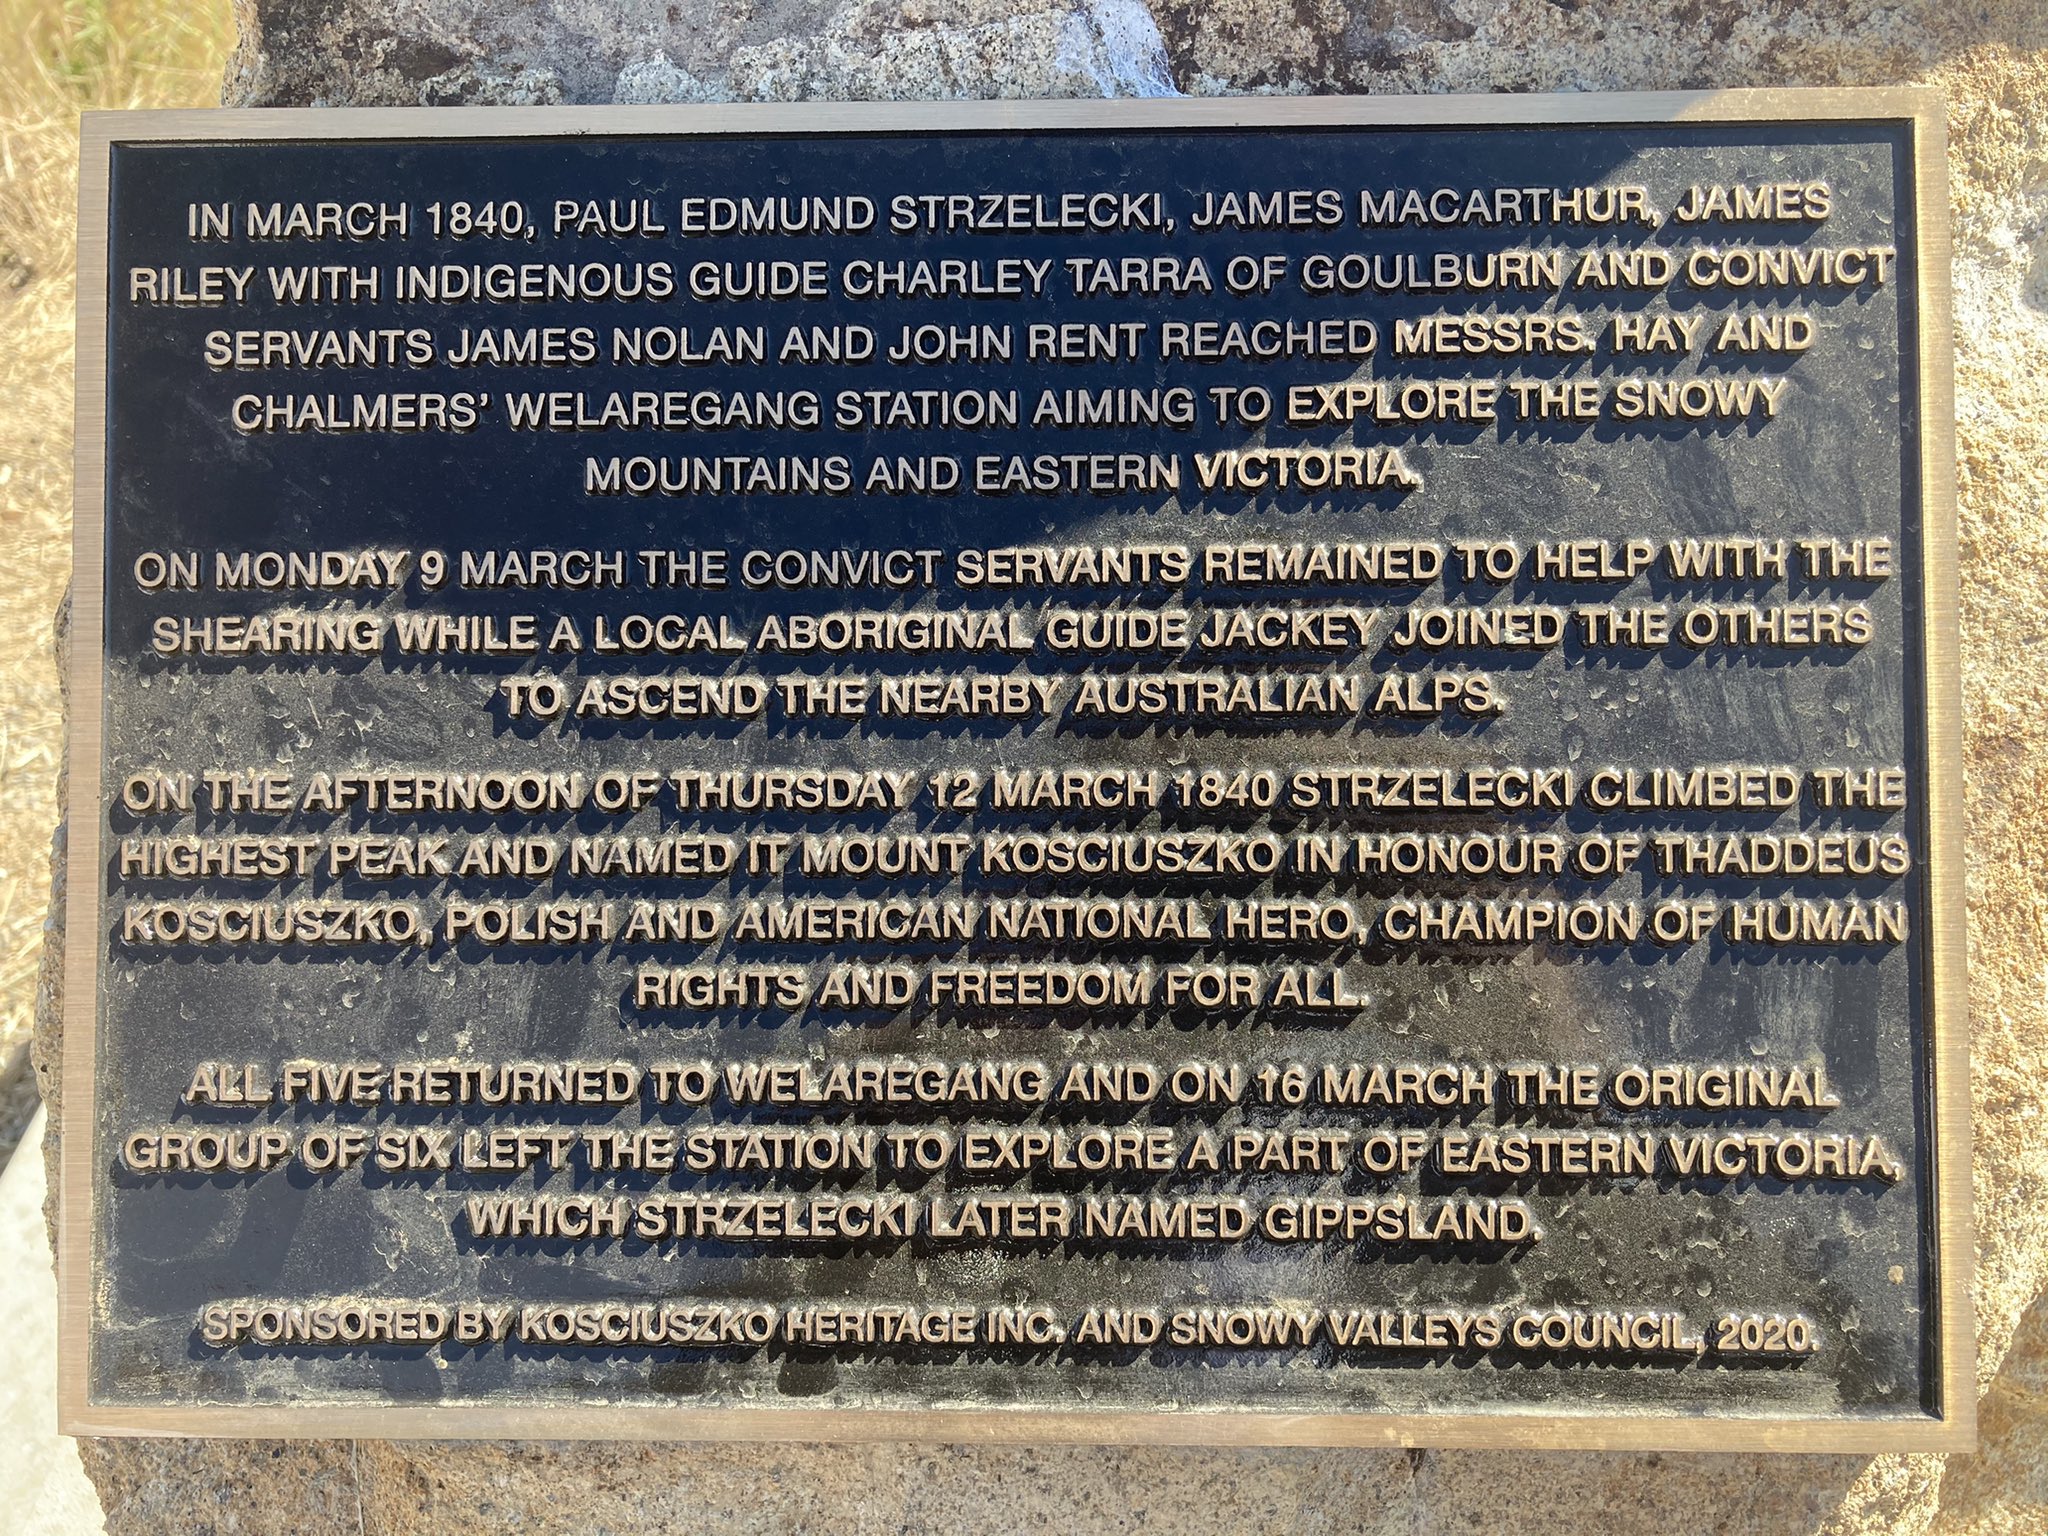 IN MARCH 1840, PAUL EDMUND STRZELECKI, JAMES MACARTHUR, JAMES
RILEY WITH INDIGENOUS GUIDE CHARLEY TARRA OF GOULBURN AND CONVICT
SERVANTS JAMES NOLAN AND JOHN RENT REACHED MESSRS. HAY AND
CHALMERS' WELAREGANG STATION AIMING TO EXPLORE THE SNOWY
MOUNTAINS AND EASTERN VICTORIA.
ON MONDAY 9 MARCH THE CONVICT SERVANTS REMAINED TO HELP WITH THE
SHEARING WHILE A LOCAL ABORIGINAL GUIDE JACKEY JOINED THE OTHERS
TO ASCEND THE NEARBY AUSTRALIAN ALPS.
ON THE AFTERNOON OF THURSDAY 12 MARCH 1840 STRZELECKI CLIMBED THE
HIGHEST PEAK AND NAMED IT MOUNT KOSCIUSZKO IN HONOUR OF THADDEUS
KOSCIUSZKO, POLISH AND AMERICAN NATIONAL HERO, CHAMPION OF HUMAN
RIGHTS AND FREEDOM FOR ALL.
ALL FIVE RETURNED TO WELAREGANG AND ON 16 MARCH THE ORIGINAL
GROUP OF SIX LEFT THE STATION TO EXPLORE A PART OF EASTERN VICTORIA,
WHICH STRZELECKI LATER NAMED GIPPSLAND.
SPONSORED BY KOSCIUSZKO HERITAGE INC. AND SNOWY VALLEYS COUNCIL, 2020.